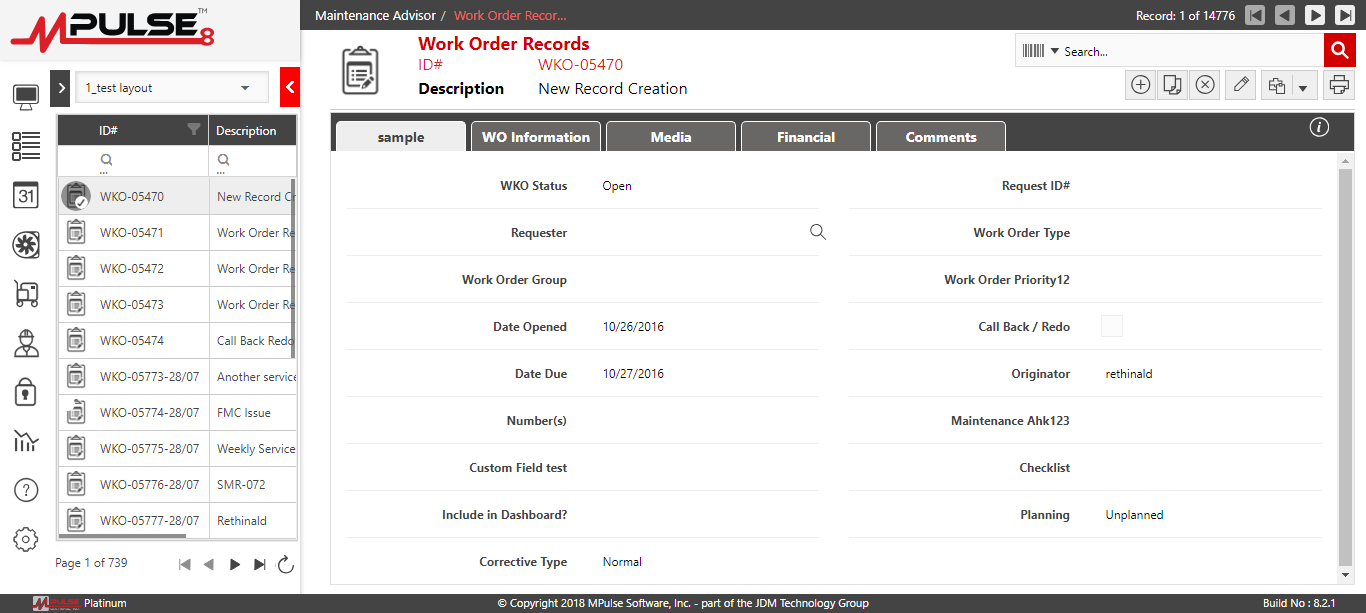 MPULSE 8 ™
Maintenance Advisor / Work Order Recor...
Record: 1 of 14776
1_test layout
Work Order Records
ID# WKO-05470
Description New Record Creation
Search...
ID# Description
... ...
WKO-05470 New Record Cr
WKO-05471 Work Order Re
WKO-05472 Work Order Re
WKO-05473 Work Order Re
WKO-05474 Call Back Redo
WKO-05773-28/07 Another service
WKO-05774-28/07 FMC Issue
WKO-05775-28/07 Weekly Service
WKO-05776-28/07 SMR-072
WKO-05777-28/07 Rethinald
Page 1 of 739
31
?
sample WO Information Media Financial Comments
i
WKO Status Open
Request ID#
Requester
Work Order Type
Work Order Group
Work Order Priority12
Date Opened 10/26/2016
Call Back / Redo
Date Due 10/27/2016
Originator rethinald
Number(s)
Maintenance Ahk123
Custom Field test
Checklist
Include in Dashboard?
Planning Unplanned
Corrective Type Normal
MPULSE Platinum
© Copyright 2018 MPulse Software, Inc. - part of the JDM Technology Group
Build No : 8.2.1